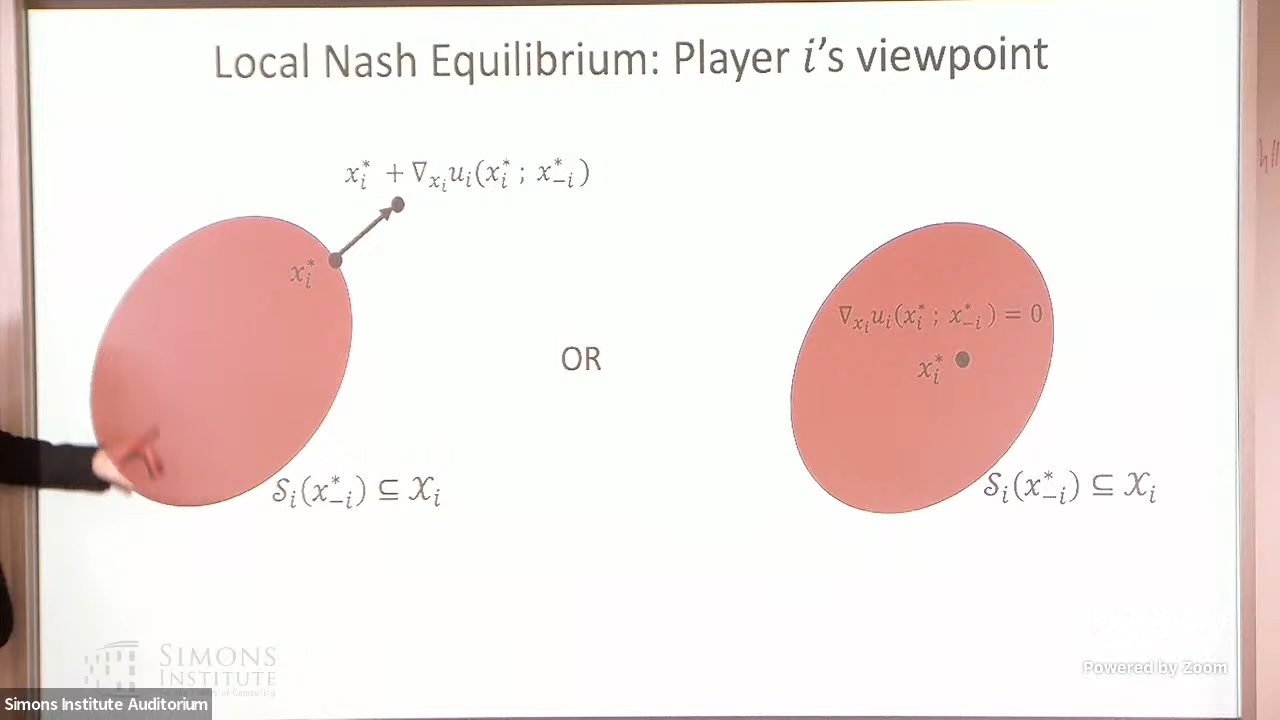 Local Nash Equilibrium: Player i's viewpoint
x_i^* + ∇_{x_i} u_i(x_i^* ; x_{-i}^*)
x_i^*
S_i(x_{-i}^*) ⊆ X_i
OR
∇_{x_i} u_i(x_i^* ; x_{-i}^*) = 0
x_i^*
S_i(x_{-i}^*) ⊆ X_i
SIMONS
INSTITUTE
Powered by Zoom
Simons Institute Auditorium